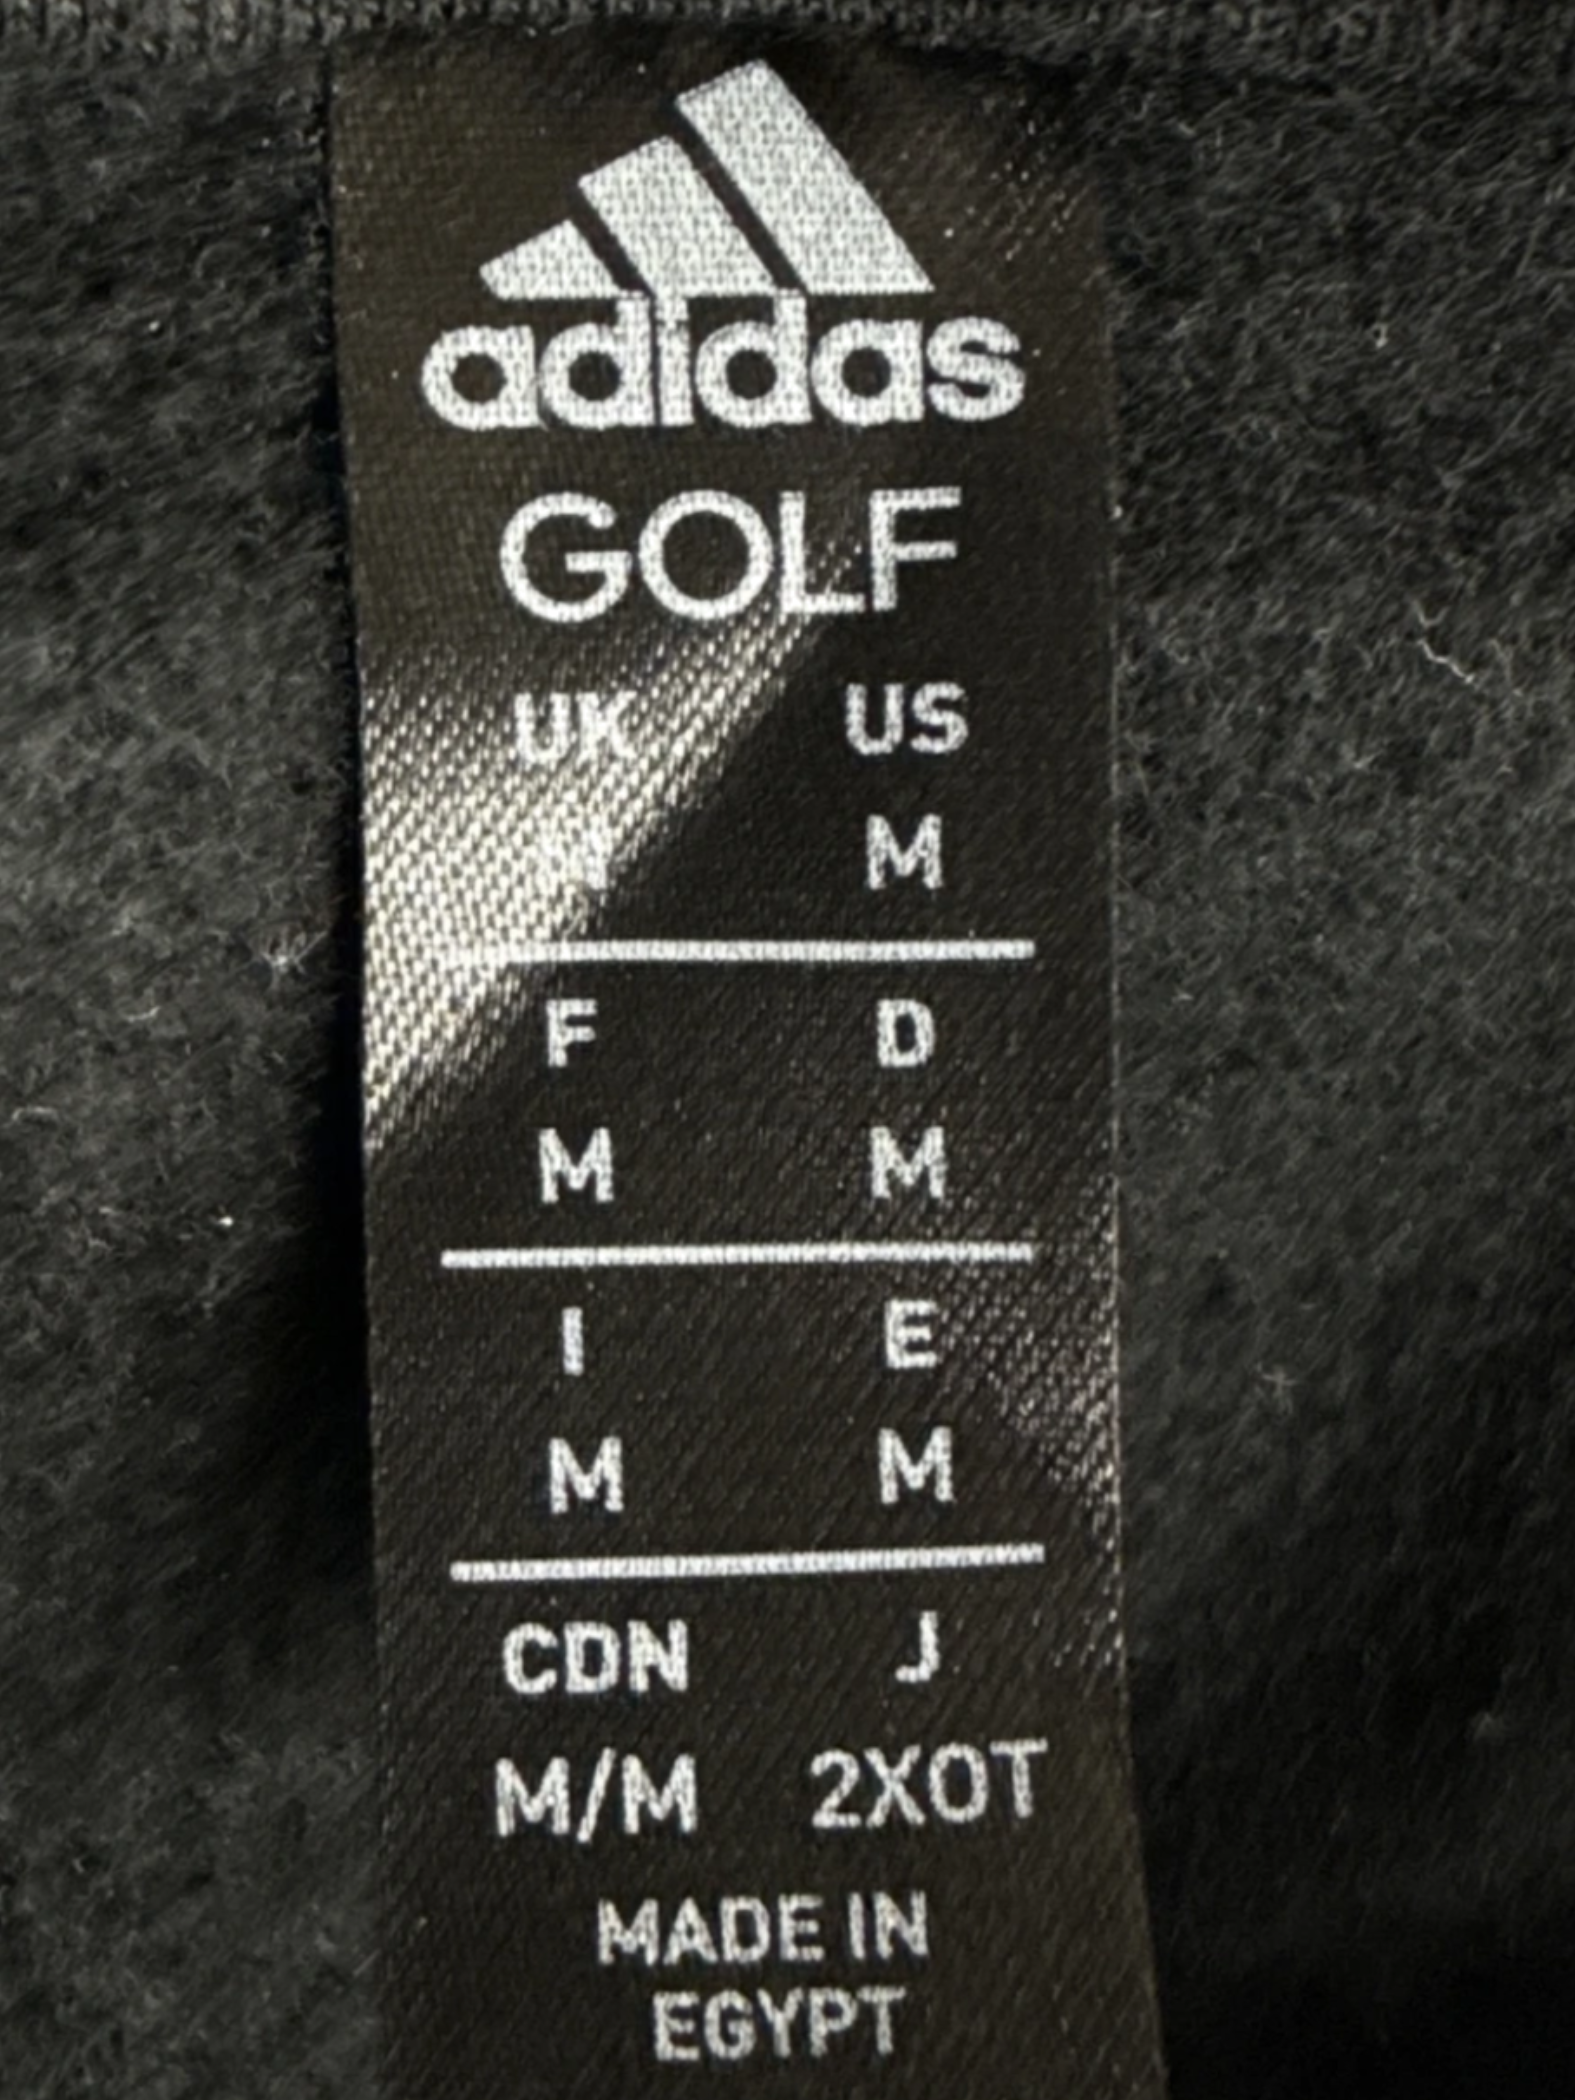 adidas
GOLF
UK US
M
F D
M M
I E
M M
CDN J
M/M 2XOT
MADE IN
EGYPT